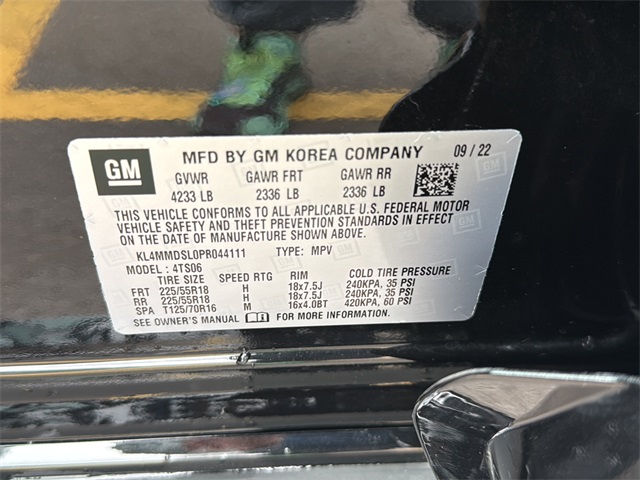 GM MFD BY GM KOREA COMPANY 09 / 22
GVWR GAWR FRT GAWR RR
4233 LB 2336 LB 2336 LB
THIS VEHICLE CONFORMS TO ALL APPLICABLE U.S. FEDERAL MOTOR
VEHICLE SAFETY AND THEFT PREVENTION STANDARDS IN EFFECT
ON THE DATE OF MANUFACTURE SHOWN ABOVE.
KL4MMDSL0PR044111 TYPE: MPV
MODEL : 4TS06
TIRE SIZE SPEED RTG RIM COLD TIRE PRESSURE
FRT 225/55R18 H 18x7.5J 240KPA, 35 PSI
RR 225/55R18 H 18x7.5J 240KPA, 35 PSI
SPA T125/70R16 M 16x4.0BT 420KPA, 60 PSI
SEE OWNER'S MANUAL FOR MORE INFORMATION.